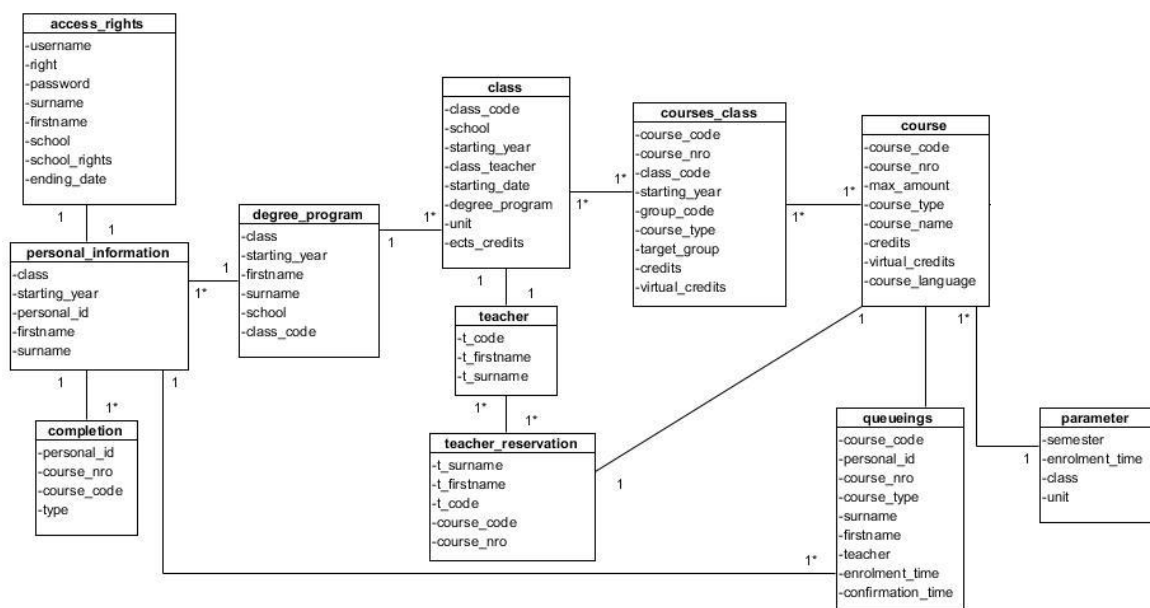 access_rights
-username
-right
-password
-surname
-firstname
-school
-school_rights
-ending_date
1
1
personal_information
-class
-starting_year
-personal_id
-firstname
-surname
1
1*
1
1
1*
completion
-personal_id
-course_nro
-course_code
-type
degree_program
-class
-starting_year
-firstname
-surname
-school
-class_code
1
1*
class
-class_code
-school
-starting_year
-class_teacher
-starting_date
-degree_program
-unit
-ects_credits
1
1
teacher
-t_code
-t_firstname
-t_surname
1*
1*
teacher_reservation
-t_surname
-t_firstname
-t_code
-course_code
-course_nro
1
1
1*
1*
courses_class
-course_code
-course_nro
-class_code
-starting_year
-group_code
-course_type
-target_group
-credits
-virtual_credits
1*
1*
course
-course_code
-course_nro
-max_amount
-course_type
-course_name
-credits
-virtual_credits
-course_language
1*
1
queueings
-course_code
-personal_id
-course_nro
-course_type
-surname
-firstname
-teacher
-enrolment_time
-confirmation_time
1*
parameter
-semester
-enrolment_time
-class
-unit